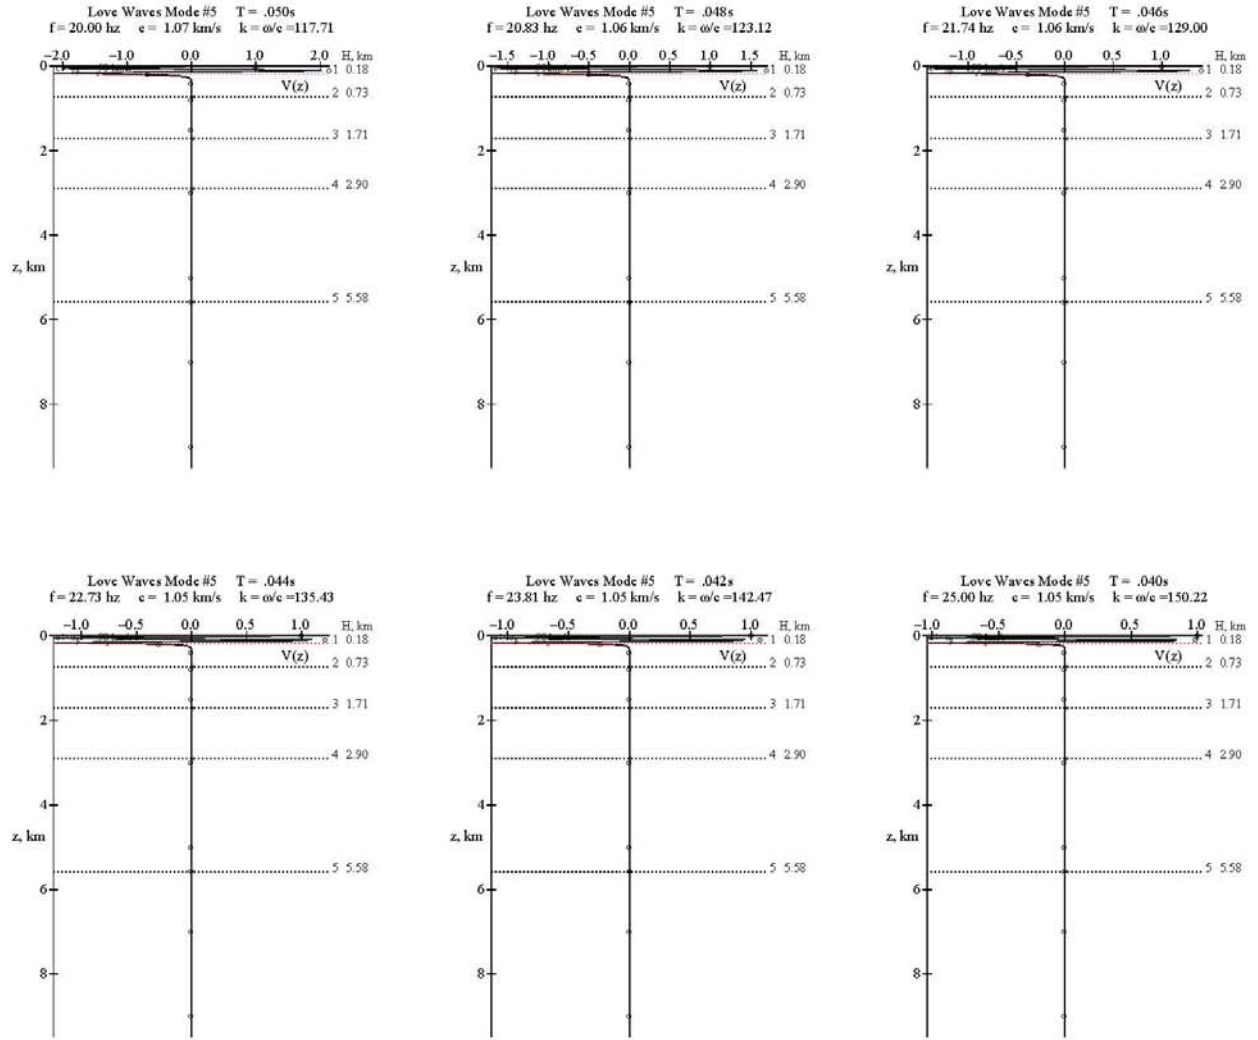 Love Waves Mode #5 T = .050s
f = 20.00 hz c = 1.07 km/s k = ω/c =117.71
−2.0 −1.0 0.0 1.0 2.0 H, km
0
1 0.18
V(z)
2 0.73
3 1.71
2
4 2.90
4
z, km
5 5.58
6
8
Love Waves Mode #5 T = .048s
f = 20.83 hz c = 1.06 km/s k = ω/c =123.12
−1.5 −1.0 −0.5 0.0 0.5 1.0 1.5 H, km
0
1 0.18
V(z)
2 0.73
3 1.71
2
4 2.90
4
z, km
5 5.58
6
8
Love Waves Mode #5 T = .046s
f = 21.74 hz c = 1.06 km/s k = ω/c =129.00
−1.0 −0.5 0.0 0.5 1.0 H, km
0
1 0.18
V(z)
2 0.73
3 1.71
2
4 2.90
4
z, km
5 5.58
6
8
Love Waves Mode #5 T = .044s
f = 22.73 hz c = 1.05 km/s k = ω/c =135.43
−1.0 −0.5 0.0 0.5 1.0 H, km
0
1 0.18
V(z)
2 0.73
3 1.71
2
4 2.90
4
z, km
5 5.58
6
8
Love Waves Mode #5 T = .042s
f = 23.81 hz c = 1.05 km/s k = ω/c =142.47
−1.0 −0.5 0.0 0.5 1.0 H, km
0
1 0.18
V(z)
2 0.73
3 1.71
2
4 2.90
4
z, km
5 5.58
6
8
Love Waves Mode #5 T = .040s
f = 25.00 hz c = 1.05 km/s k = ω/c =150.22
−1.0 −0.5 0.0 0.5 1.0 H, km
0
1 0.18
V(z)
2 0.73
3 1.71
2
4 2.90
4
z, km
5 5.58
6
8